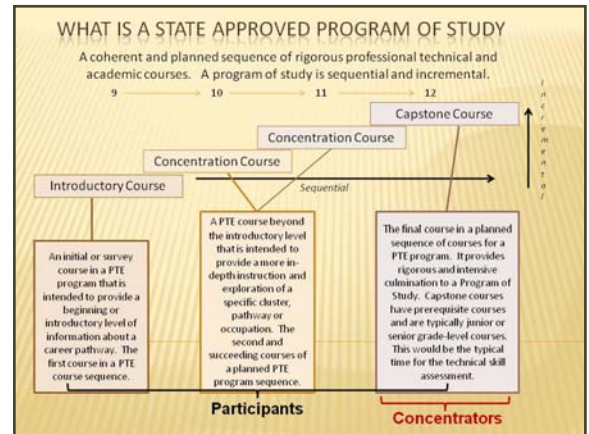 WHAT IS A STATE APPROVED PROGRAM OF STUDY
A coherent and planned sequence of rigorous professional technical and
academic courses. A program of study is sequential and incremental.
9 10 11 12
Incremental
Capstone Course
Concentration Course
Concentration Course
Introductory Course
Sequential
An initial or survey
course in a PTE
program that is
intended to provide a
beginning or
introductory level of
information about a
career pathway. The
first course in a PTE
course sequence.
A PTE course beyond
the introductory level
that is intended to
provide a more in-
depth instruction and
exploration of a
specific cluster,
pathway or
occupation. The
second and
succeeding courses of
a planned PTE
program sequence.
The final course in a planned
sequence of courses for a
PTE program. It provides
rigorous and intensive
culmination to a Program of
Study. Capstone courses
have prerequisite courses
and are typically junior or
senior grade-level courses.
This would be the typical
time for the technical skill
assessment.
Participants
Concentrators